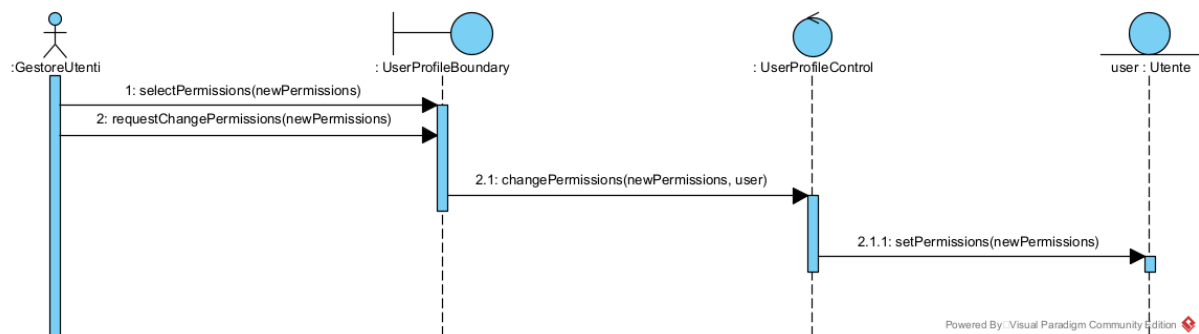 :GestoreUtenti
: UserProfileBoundary
: UserProfileControl
user : Utente
1: selectPermissions(newPermissions)
2: requestChangePermissions(newPermissions)
2.1: changePermissions(newPermissions, user)
2.1.1: setPermissions(newPermissions)
Powered By Visual Paradigm Community Edition